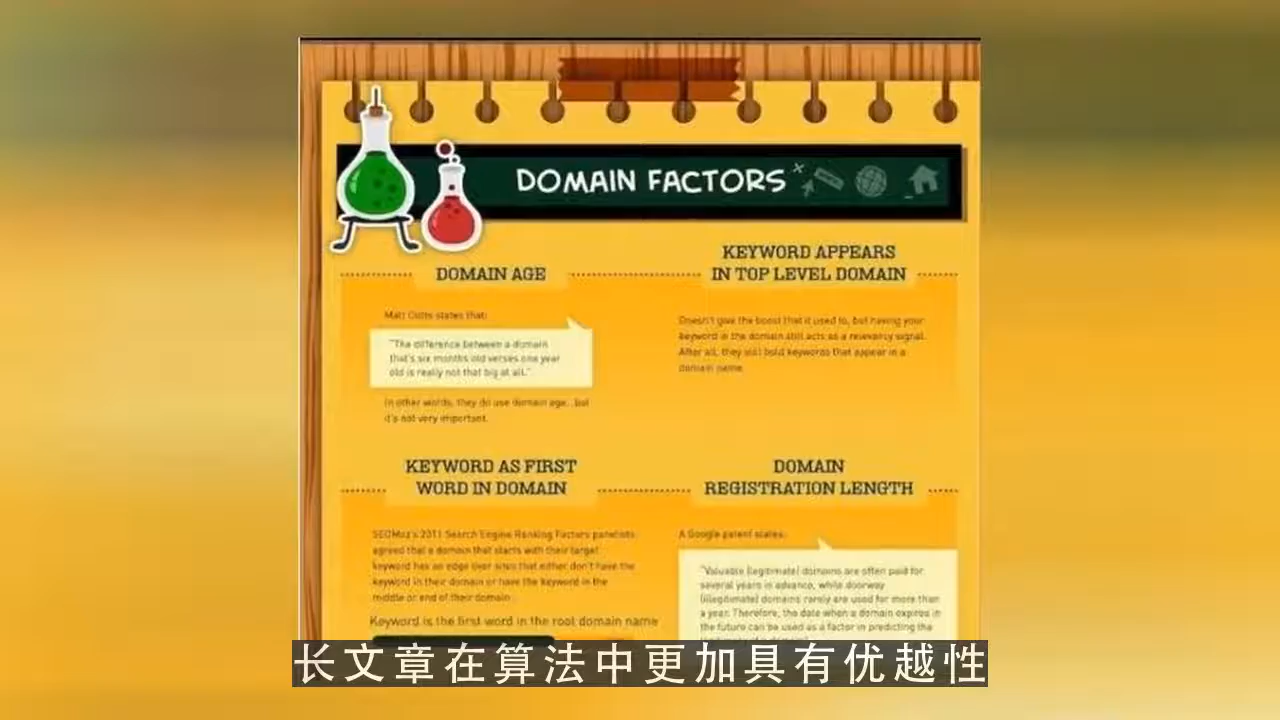 DOMAIN FACTORS
DOMAIN AGE
Matt Cutts states that:
"The difference between a domain
that's six months old verses one year
old is really not that big at all."
In other words, they do use domain age...but
it's not very important.
KEYWORD APPEARS
IN TOP LEVEL DOMAIN
Doesn't give the boost that it used to, but having your
keyword in the domain still acts as a relevancy signal.
After all, they still bold keywords that appear in a
domain name.
KEYWORD AS FIRST
WORD IN DOMAIN
SEOMoz's 2011 Search Engine Ranking Factors panelists
agreed that a domain that starts with their target
keyword has an edge over sites that either don't have the
keyword in their domain or have the keyword in the
middle or end of their domain.
Keyword is the first word in the root domain name
DOMAIN
REGISTRATION LENGTH
A Google patent states:
"Valuable (legitimate) domains are often paid for
several years in advance, while doorway
(illegitimate) domains rarely are used for more than
a year. Therefore, the date when a domain expires in
the future can be used as a factor in predicting the
长文章在算法中更加具有优越性